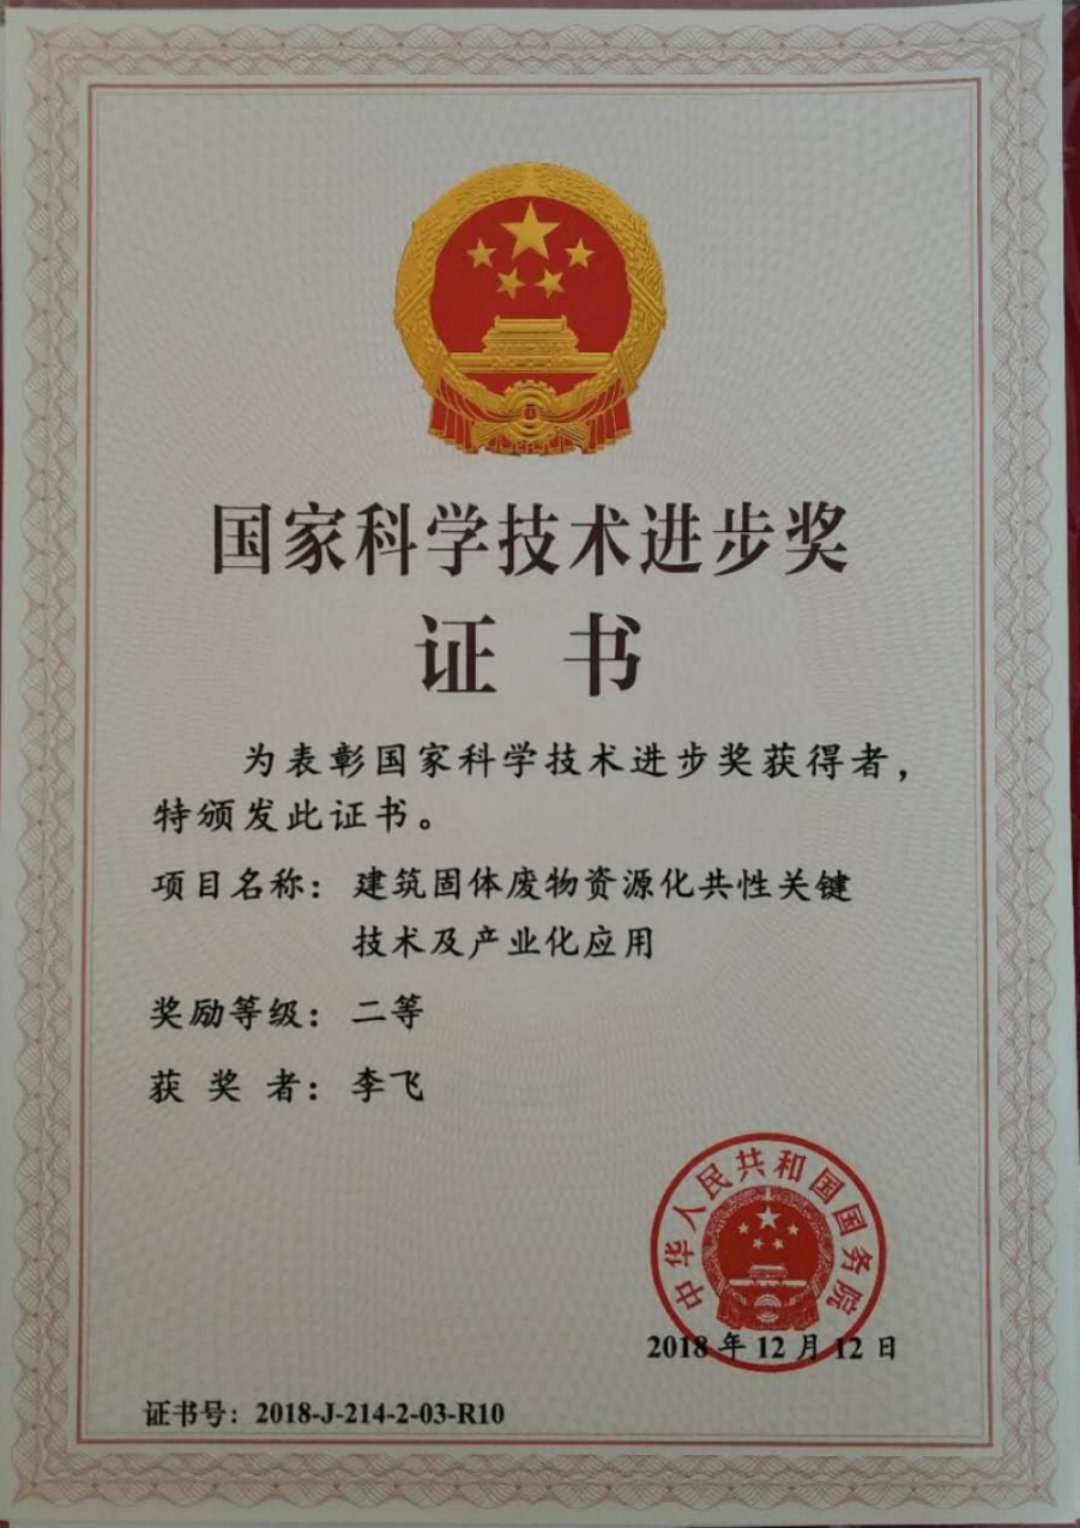 国家科学技术进步奖
证书
为表彰国家科学技术进步奖获得者，
特颁发此证书。
项目名称：建筑固体废物资源化共性关键
技术及产业化应用
奖励等级：二等
获奖者：李飞
中华人民共和国国务院
2018年12月12日
证书号：2018-J-214-2-03-R10